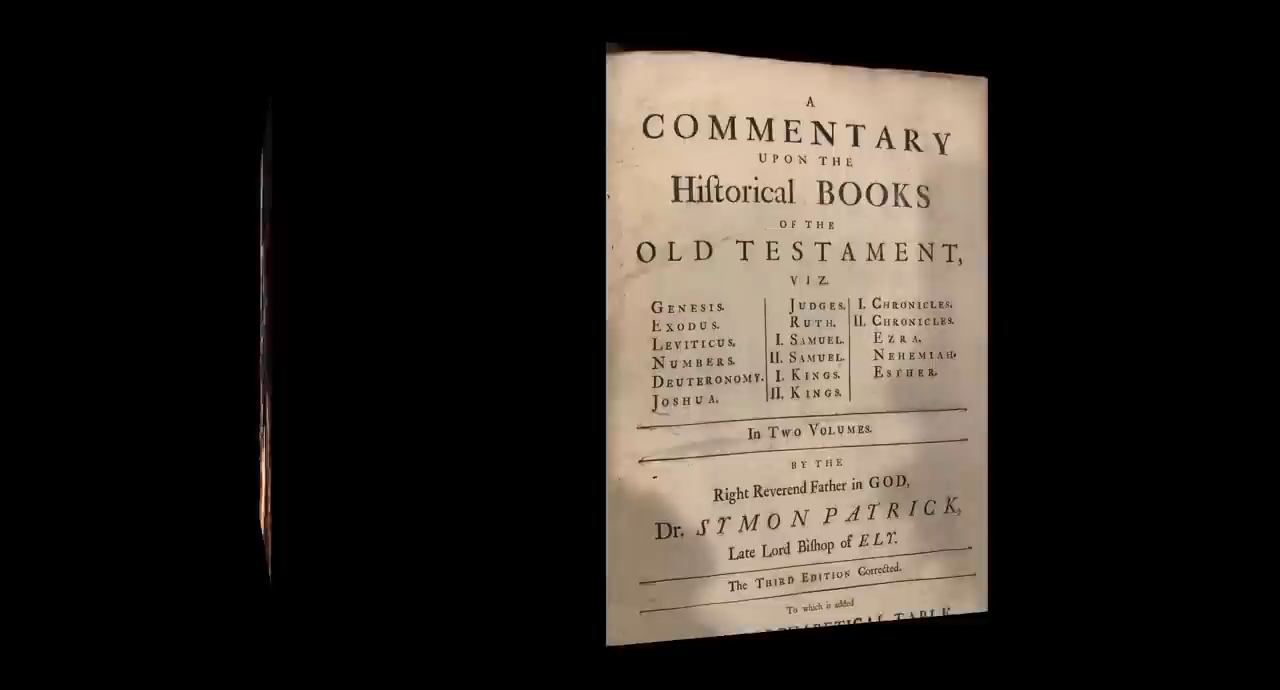 A
COMMENTARY
UPON THE
Hiſtorical BOOKS
OF THE
OLD TESTAMENT,
VIZ.
GENESIS.
EXODUS.
LEVITICUS.
NUMBERS.
DEUTERONOMY.
JOSHUA.
JUDGES.
RUTH.
I. SAMUEL.
II. SAMUEL.
I. KINGS.
II. KINGS.
I. CHRONICLES.
II. CHRONICLES.
EZRA.
NEHEMIAH.
ESTHER.
In TWO VOLUMES.
BY THE
Right Reverend Father in GOD,
Dr. SYMON PATRICK,
Late Lord Biſhop of ELY.
The THIRD EDITION Corrected.
To which is added
TABLE